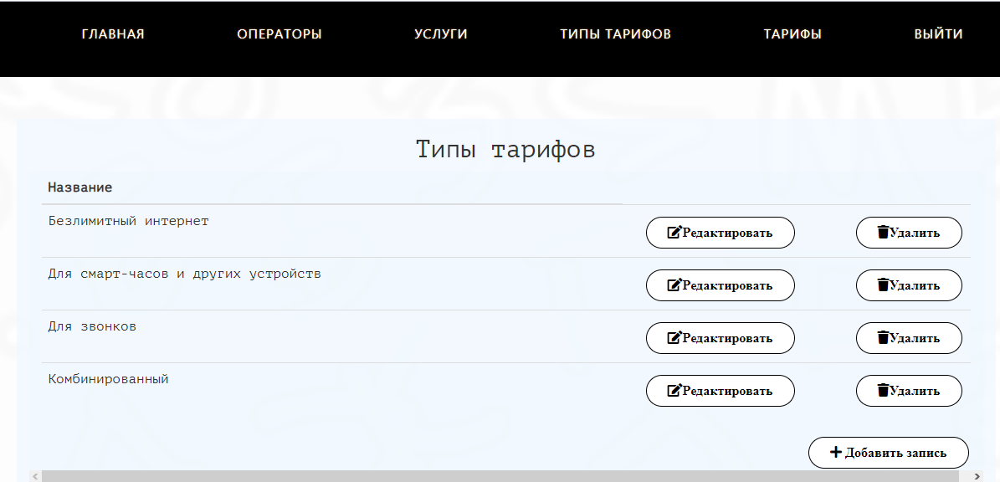 ГЛАВНАЯ ОПЕРАТОРЫ УСЛУГИ ТИПЫ ТАРИФОВ ТАРИФЫ ВЫЙТИ
Типы тарифов
Название
Безлимитный интернет Редактировать Удалить
Для смарт-часов и других устройств Редактировать Удалить
Для звонков Редактировать Удалить
Комбинированный Редактировать Удалить
Добавить запись